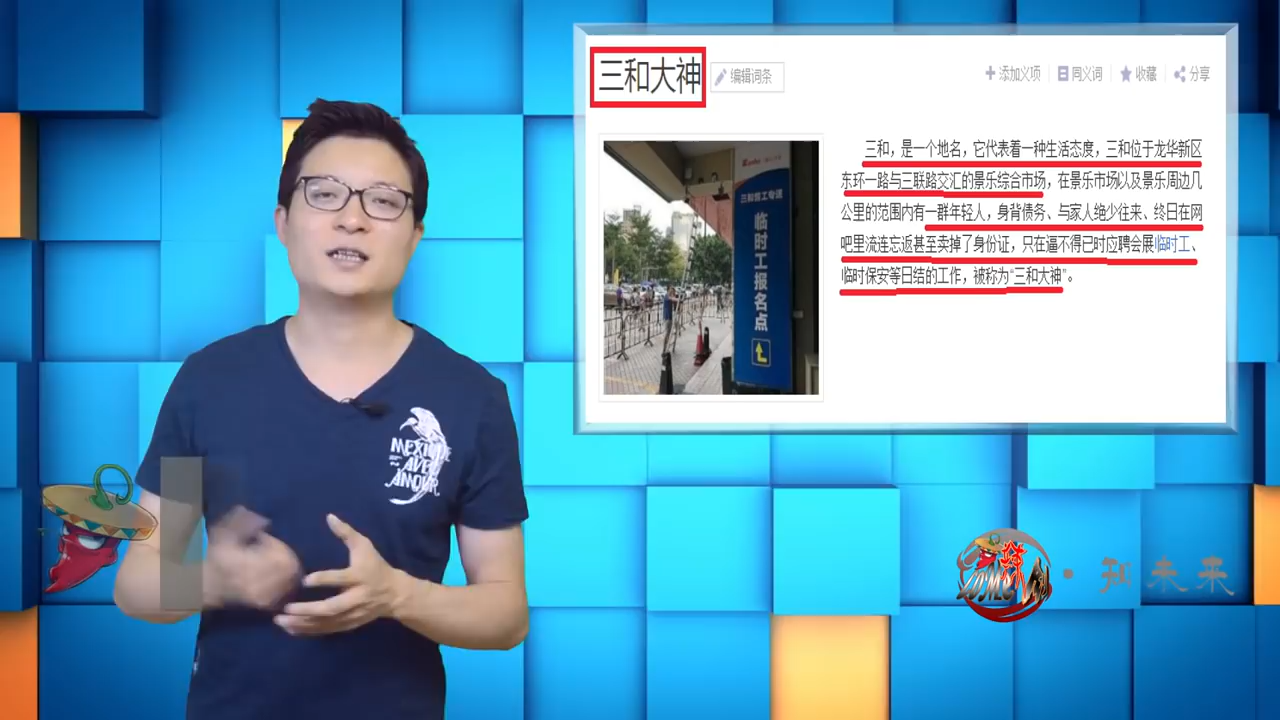 三和大神
编辑词条
添加义项
同义词
收藏
分享
三和，是一个地名，它代表着一种生活态度，三和位于龙华新区
东环一路与三联路交汇的景乐综合市场，在景乐市场以及景乐周边几
公里的范围内有一群年轻人，身背债务、与家人绝少往来、终日在网
吧里流连忘返甚至卖掉了身份证，只在逼不得已时应聘会展临时工、
临时保安等日结的工作，被称为“三和大神”。
临时工报名点
AVEC
AMOUR
·知未来